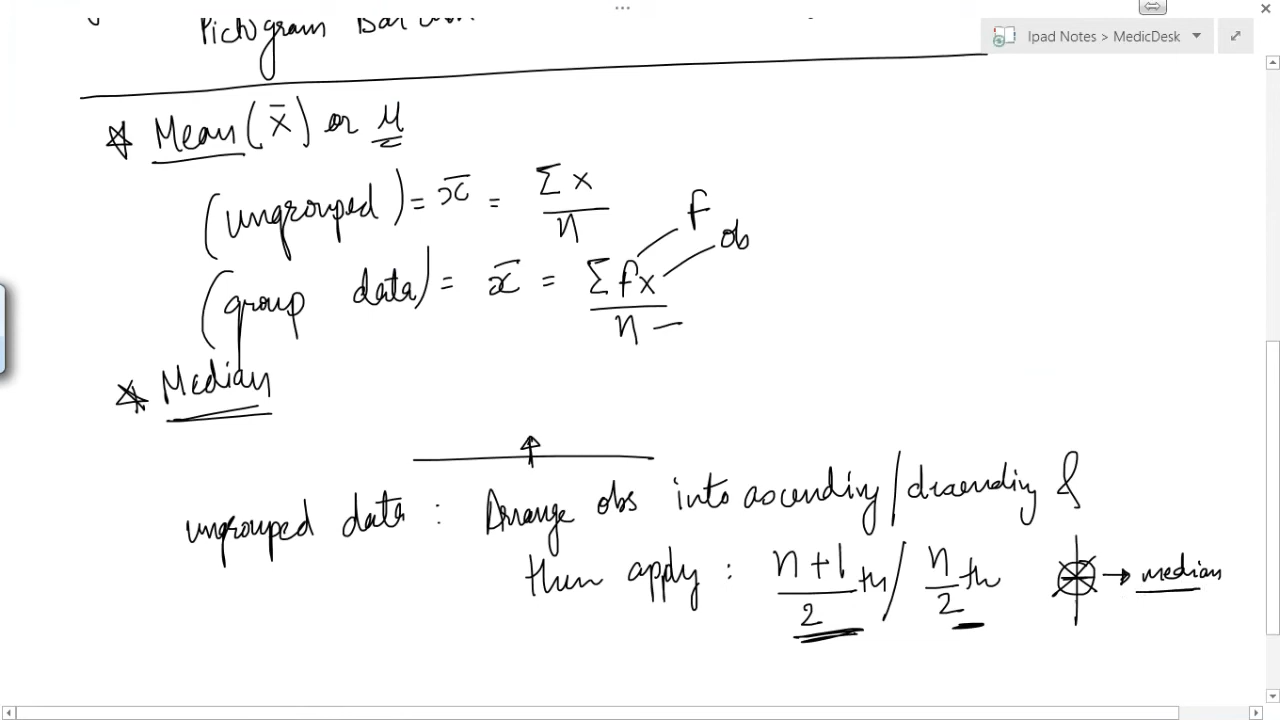 Ipad Notes > MedicDesk
Pictogram
* Mean (x̄) or μ
(ungrouped) = x̄ = Σx/n
(group data) = x̄ = Σfx/n
f
ob
* Median
ungrouped data : Arrange obs into ascending/descending &
then apply : n+1/2 th / n/2 th → median